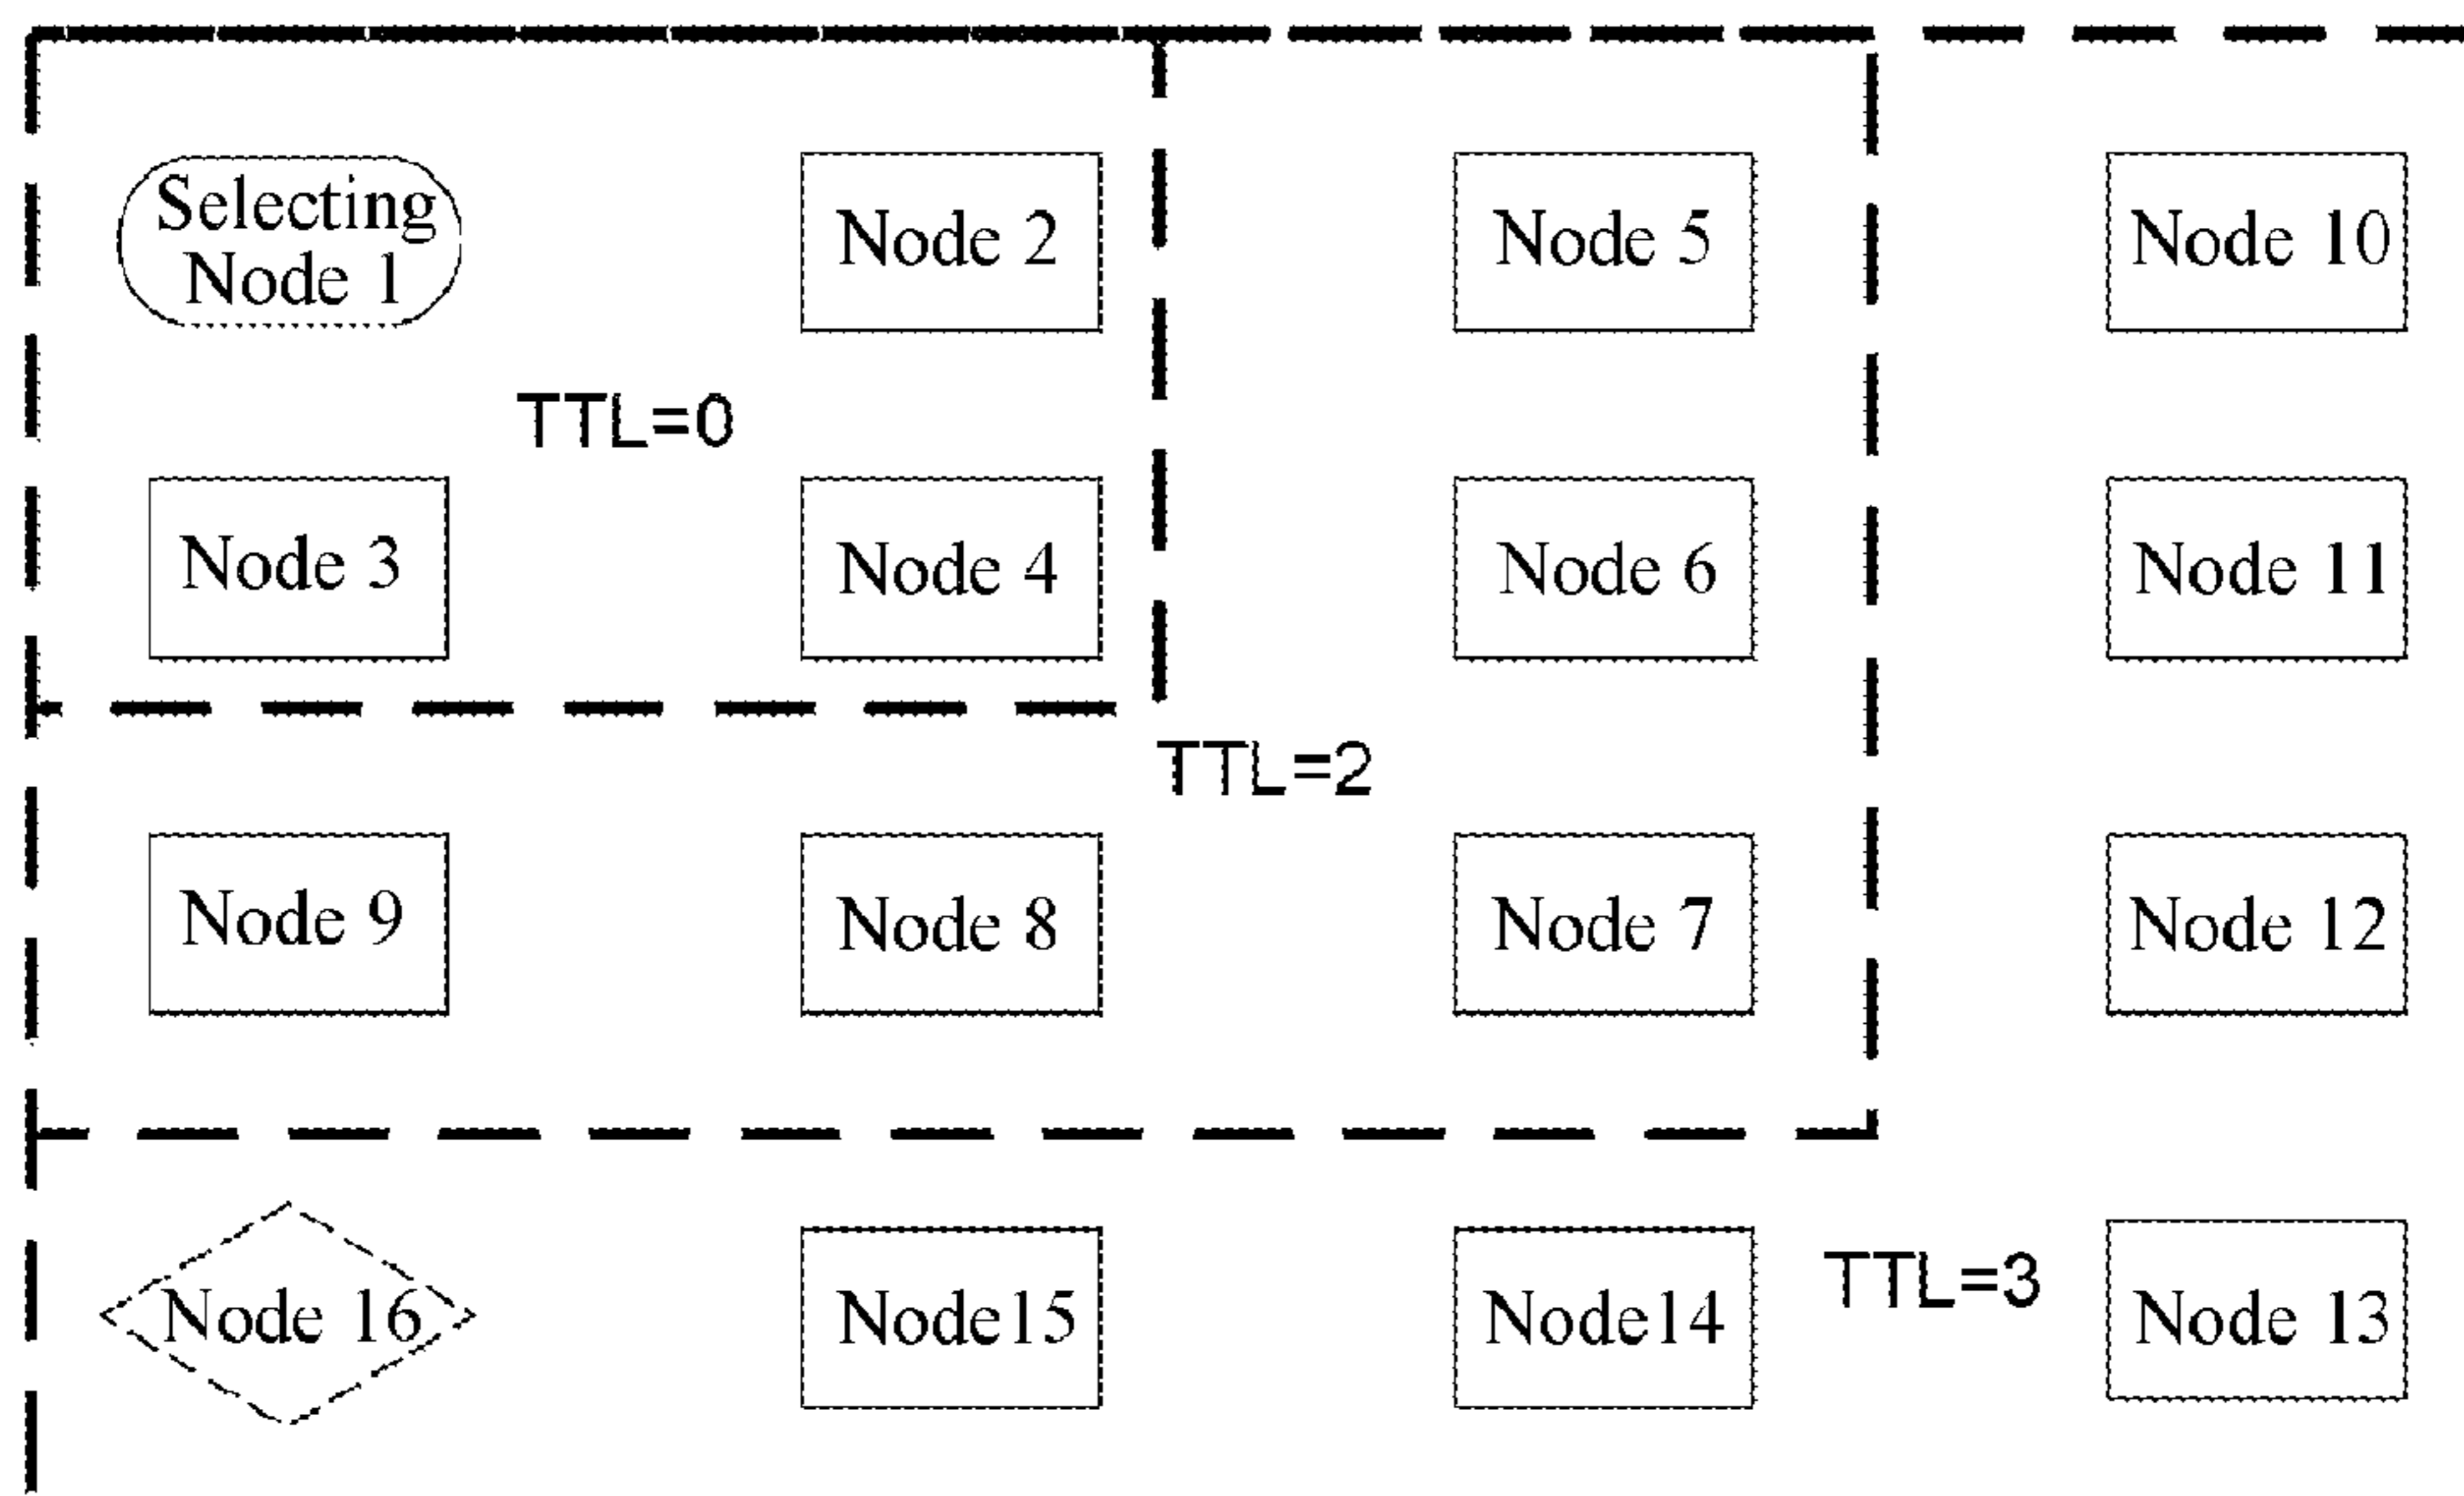 Selecting
Node 1
Node 2
Node 5
Node 10
TTL=0
Node 3
Node 4
Node 6
Node 11
TTL=2
Node 9
Node 8
Node 7
Node 12
Node 16
Node15
Node14
TTL=3
Node 13